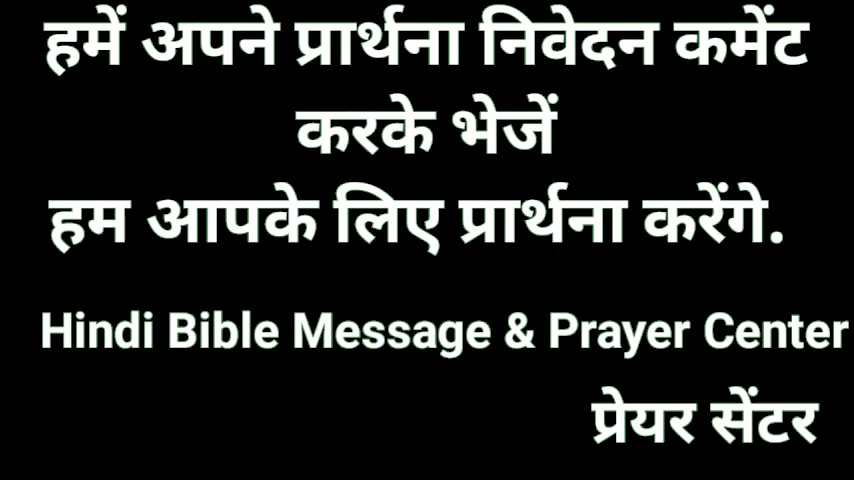 हमें अपने प्रार्थना निवेदन कमेंट
करके भेजें
हम आपके लिए प्रार्थना करेंगे.
Hindi Bible Message & Prayer Center
प्रेयर सेंटर